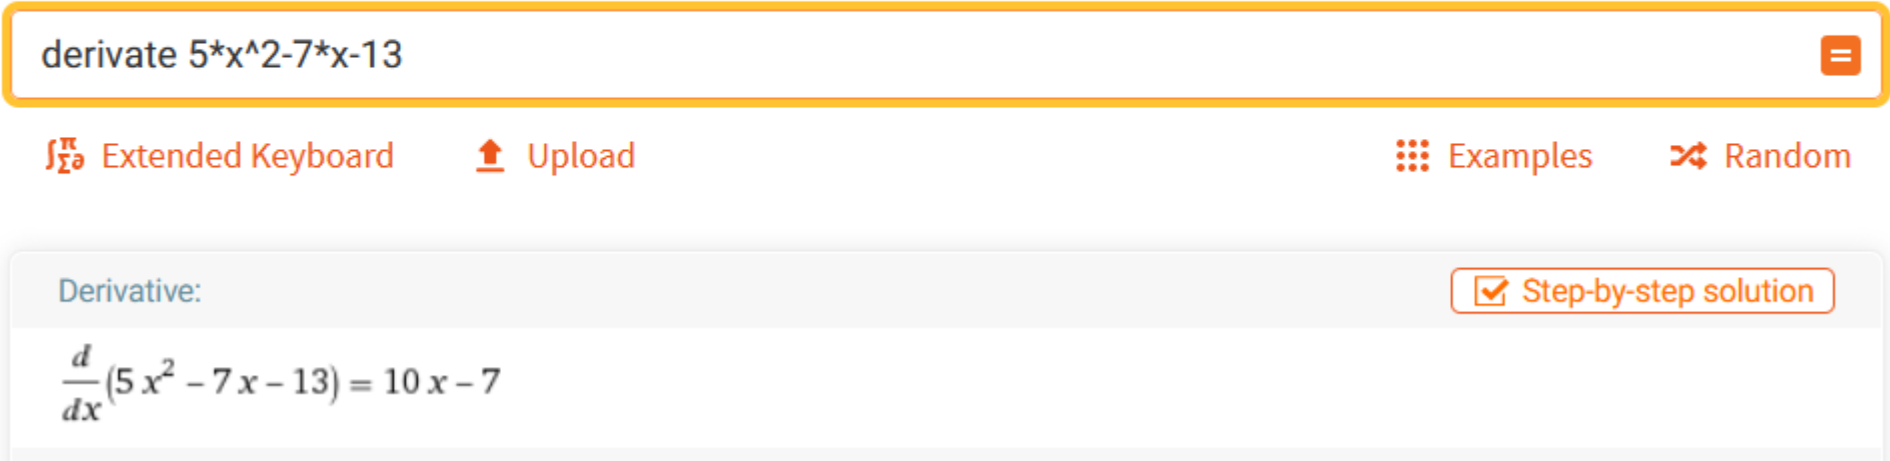 derivate 5*x^2-7*x-13 =
∫π Σ∂ Extended Keyboard Upload Examples Random
Derivative: Step-by-step solution
d/dx (5 x² – 7 x – 13) = 10 x – 7